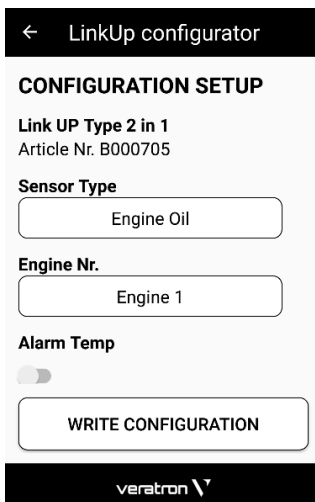 LinkUp configurator
CONFIGURATION SETUP
Link UP Type 2 in 1
Article Nr. B000705
Sensor Type
Engine Oil
Engine Nr.
Engine 1
Alarm Temp
WRITE CONFIGURATION
veratron